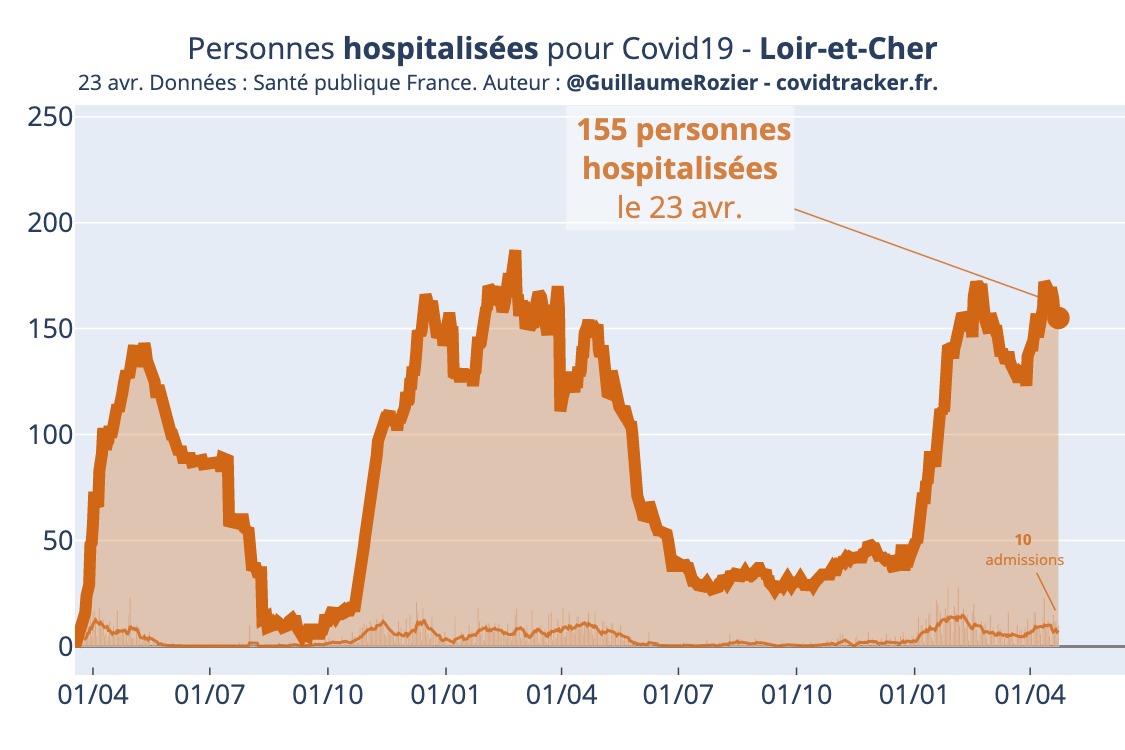 Personnes hospitalisées pour Covid19 - Loir-et-Cher
23 avr. Données : Santé publique France. Auteur : @GuillaumeRozier - covidtracker.fr.
250
155 personnes
hospitalisées
le 23 avr.
200
150
100
50
10
admissions
0
01/04 01/07 01/10 01/01 01/04 01/07 01/10 01/01 01/04